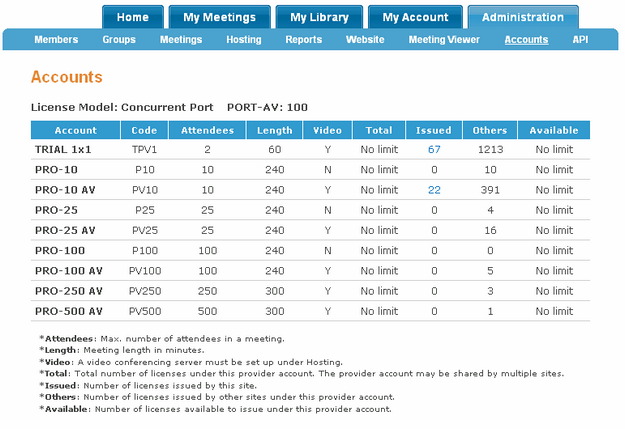 Home My Meetings My Library My Account Administration
Members Groups Meetings Hosting Reports Website Meeting Viewer Accounts API
Accounts
License Model: Concurrent Port PORT-AV: 100
Account Code Attendees Length Video Total Issued Others Available
TRIAL 1x1 TPV1 2 60 Y No limit 67 1213 No limit
PRO-10 P10 10 240 N No limit 0 10 No limit
PRO-10 AV PV10 10 240 Y No limit 22 391 No limit
PRO-25 P25 25 240 N No limit 0 4 No limit
PRO-25 AV PV25 25 240 Y No limit 0 16 No limit
PRO-100 P100 100 240 N No limit 0 0 No limit
PRO-100 AV PV100 100 240 Y No limit 0 5 No limit
PRO-250 AV PV250 250 300 Y No limit 0 3 No limit
PRO-500 AV PV500 500 300 Y No limit 0 1 No limit
*Attendees: Max. number of attendees in a meeting.
*Length: Meeting length in minutes.
*Video: A video conferencing server must be set up under Hosting.
*Total: Total number of licenses under this provider account. The provider account may be shared by multiple sites.
*Issued: Number of licenses issued by this site.
*Others: Number of licenses issued by other sites under this provider account.
*Available: Number of licenses available to issue under this provider account.